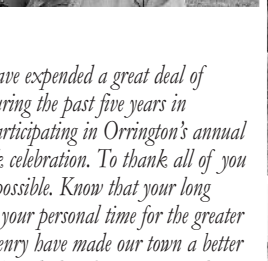 ave expended a great deal of
uring the past five years in
articipating in Orrington's annual
celebration. To thank all of you
possible. Know that your long
your personal time for the greater
enry have made our town a better